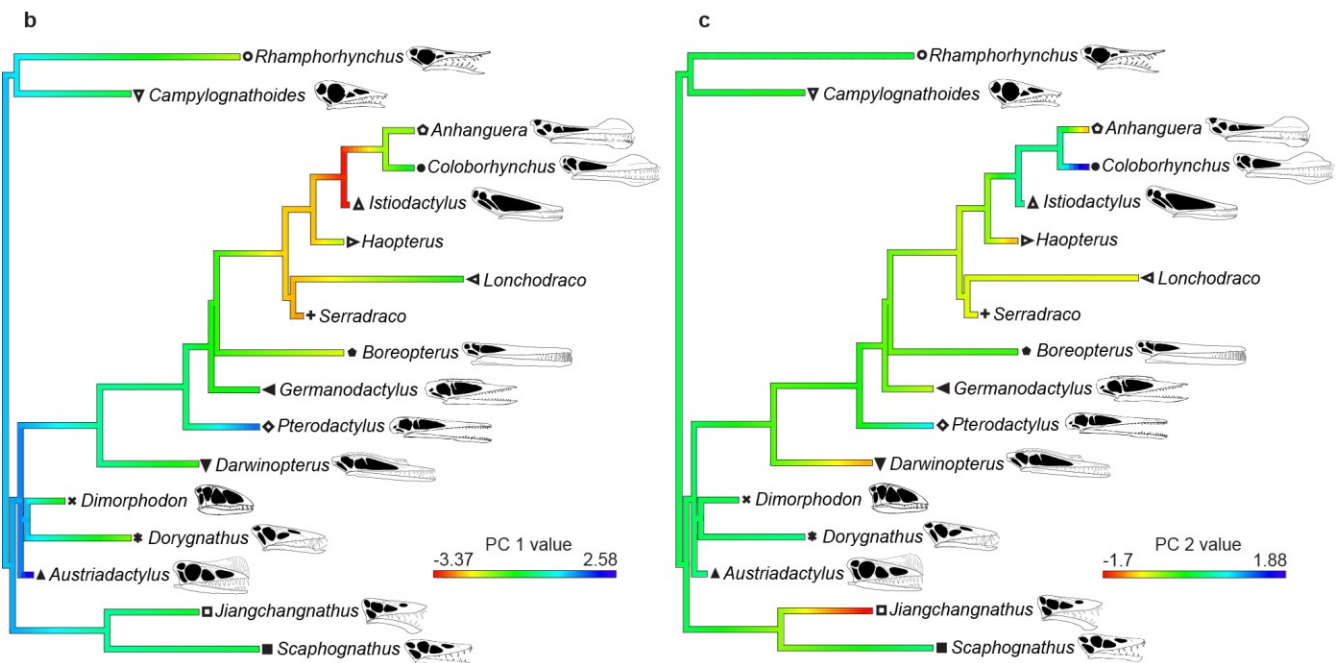 b
Rhamphorhynchus
Campylognathoides
Anhanguera
Coloborhynchus
Istiodactylus
Haopterus
Lonchodraco
Serradraco
Boreopterus
Germanodactylus
Pterodactylus
Darwinopterus
Dimorphodon
Dorygnathus
Austriadactylus
Jiangchangnathus
Scaphognathus
PC 1 value
-3.37 2.58
c
Rhamphorhynchus
Campylognathoides
Anhanguera
Coloborhynchus
Istiodactylus
Haopterus
Lonchodraco
Serradraco
Boreopterus
Germanodactylus
Pterodactylus
Darwinopterus
Dimorphodon
Dorygnathus
Austriadactylus
Jiangchangnathus
Scaphognathus
PC 2 value
-1.7 1.88